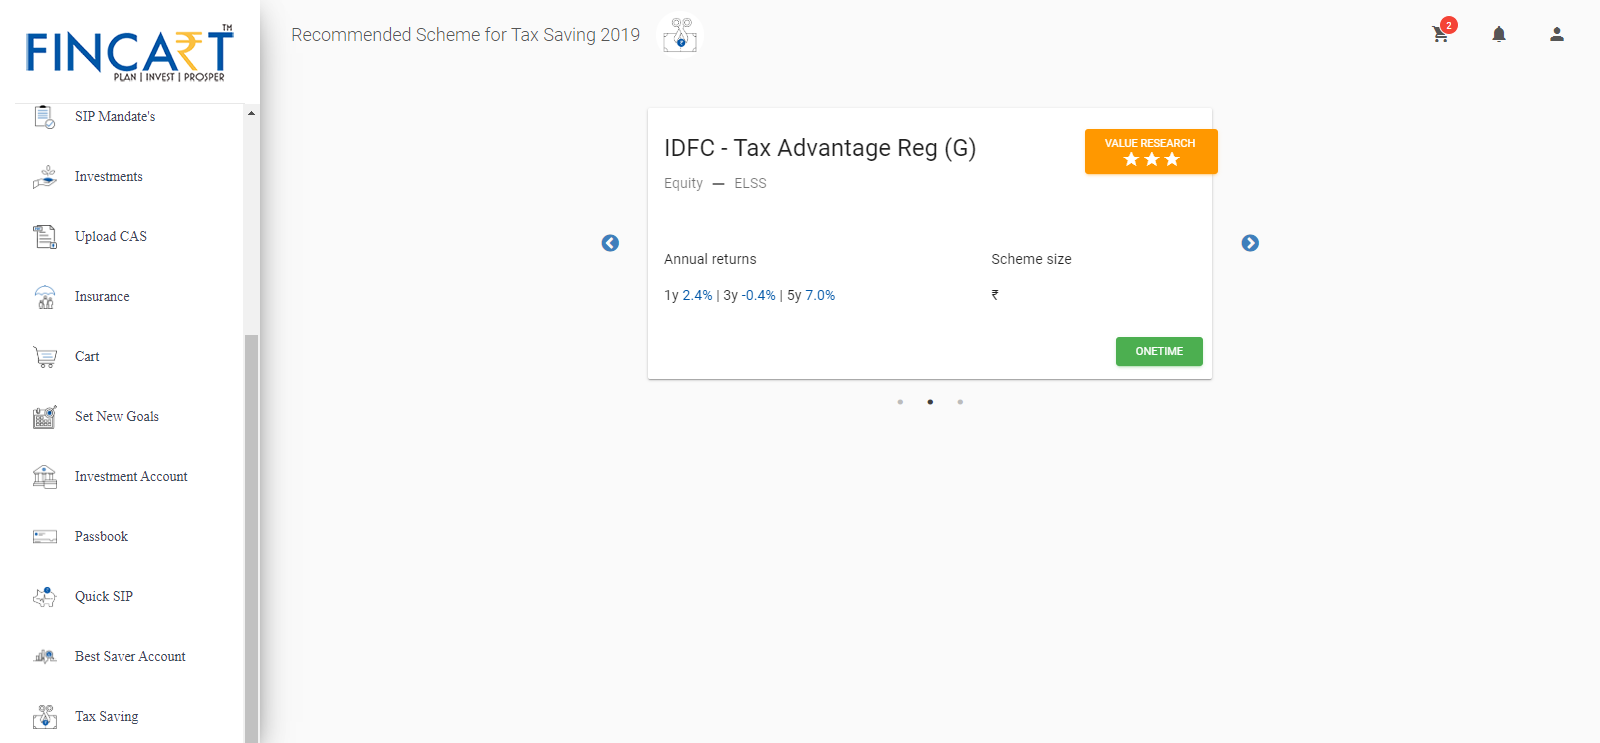 FINCART™
PLAN | INVEST | PROSPER
SIP Mandate's
Investments
Upload CAS
Insurance
Cart
Set New Goals
Investment Account
Passbook
Quick SIP
Best Saver Account
Tax Saving
Recommended Scheme for Tax Saving 2019
2
IDFC - Tax Advantage Reg (G)
VALUE RESEARCH
Equity — ELSS
Annual returns
Scheme size
1y 2.4% | 3y -0.4% | 5y 7.0%
₹
ONETIME